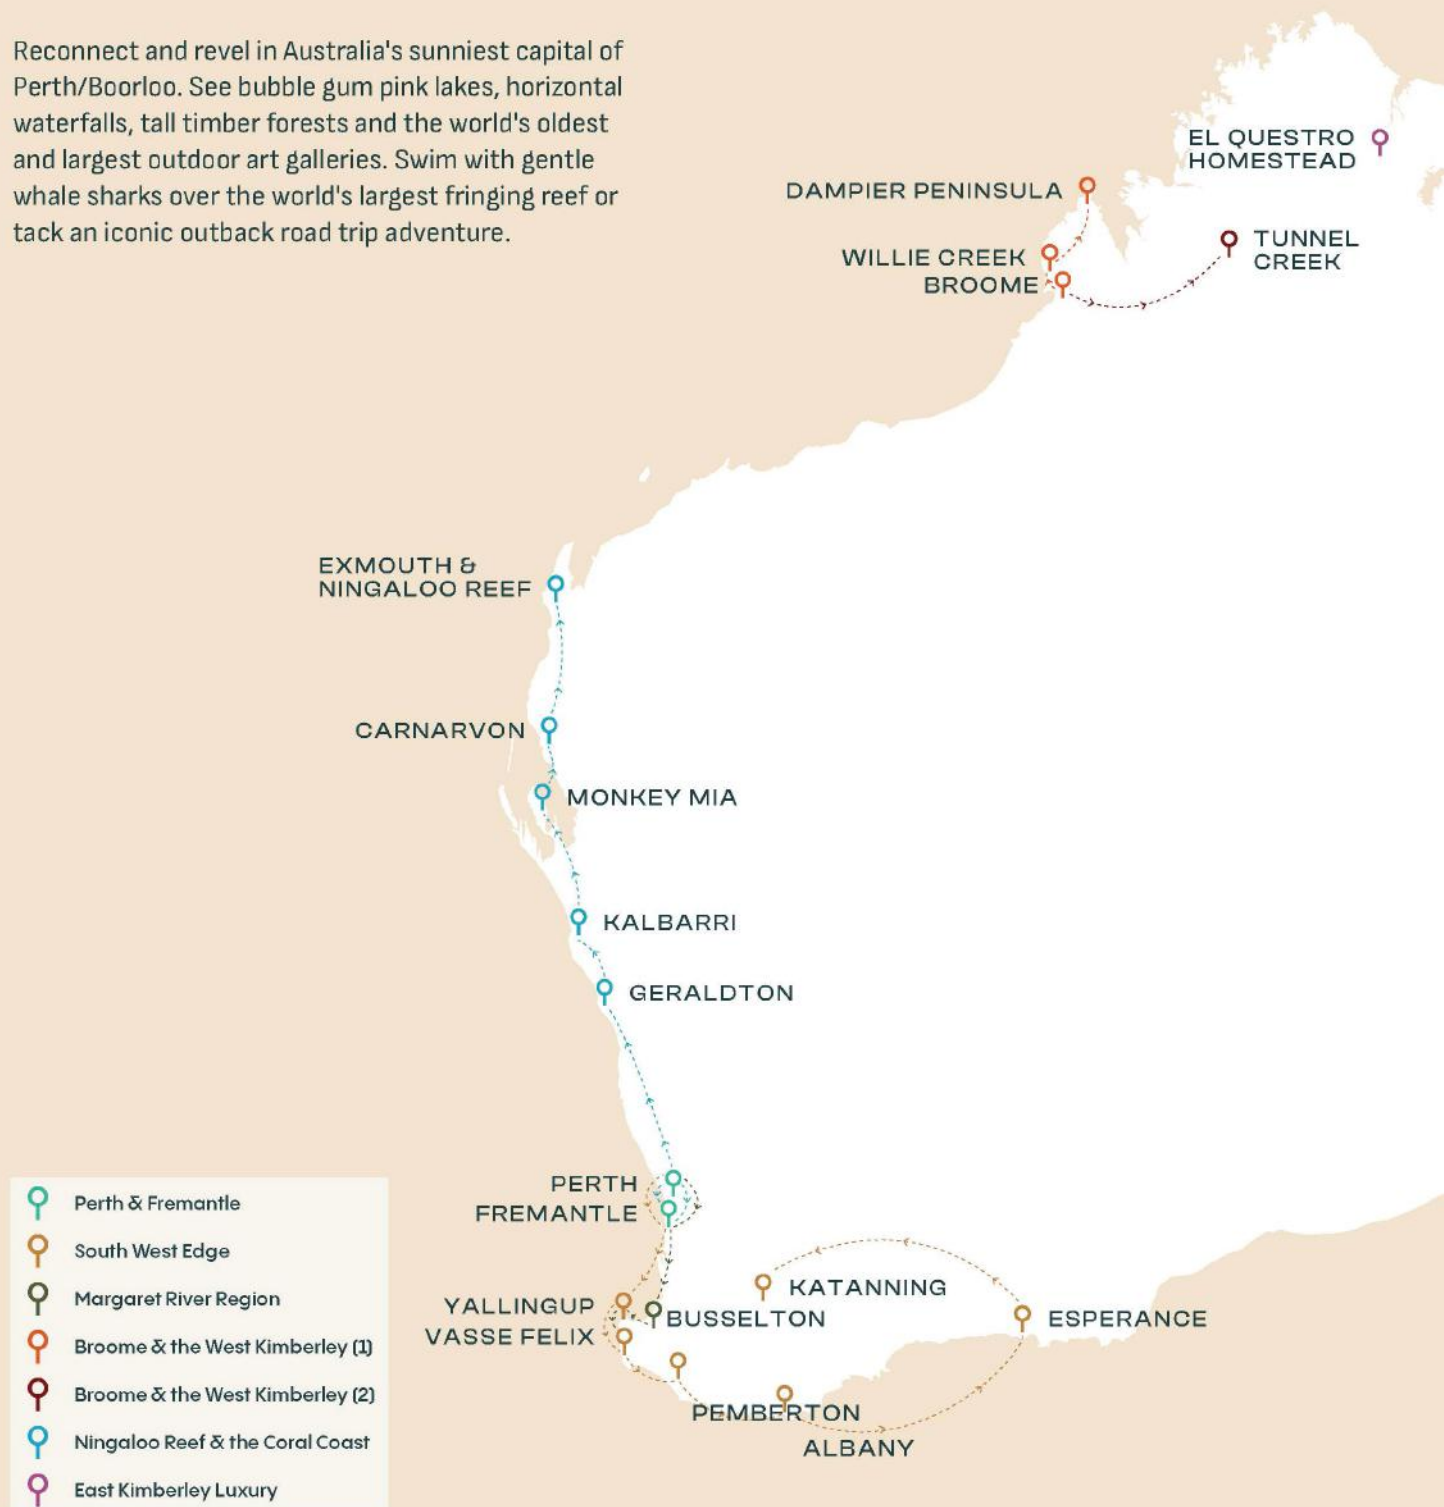 Reconnect and revel in Australia's sunniest capital of
Perth/Boorloo. See bubble gum pink lakes, horizontal
waterfalls, tall timber forests and the world's oldest
and largest outdoor art galleries. Swim with gentle
whale sharks over the world's largest fringing reef or
tack an iconic outback road trip adventure.
EL QUESTRO
HOMESTEAD
DAMPIER PENINSULA
TUNNEL
CREEK
WILLIE CREEK
BROOME
EXMOUTH &
NINGALOO REEF
CARNARVON
MONKEY MIA
KALBARRI
GERALDTON
PERTH
FREMANTLE
KATANNING
YALLINGUP
BUSSELTON
ESPERANCE
VASSE FELIX
PEMBERTON
ALBANY
Perth & Fremantle
South West Edge
Margaret River Region
Broome & the West Kimberley (1)
Broome & the West Kimberley (2)
Ningaloo Reef & the Coral Coast
East Kimberley Luxury